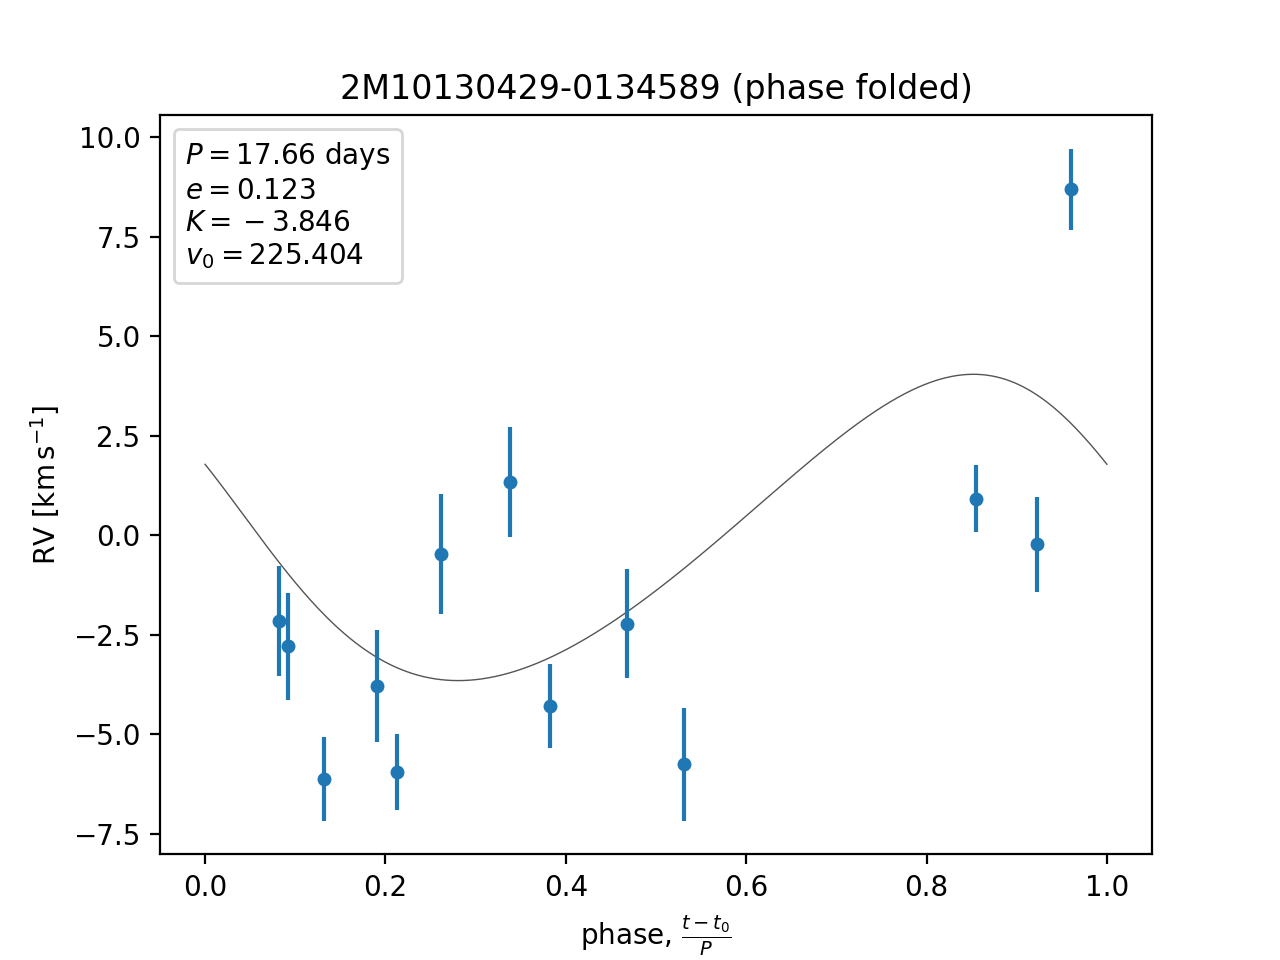 2M10130429-0134589 (phase folded)
P = 17.66 days
e = 0.123
K = −3.846
v₀ = 225.404
10.0
7.5
5.0
2.5
0.0
−2.5
−5.0
−7.5
RV [km s⁻¹]
0.0 0.2 0.4 0.6 0.8 1.0
phase, (t − t₀)/P